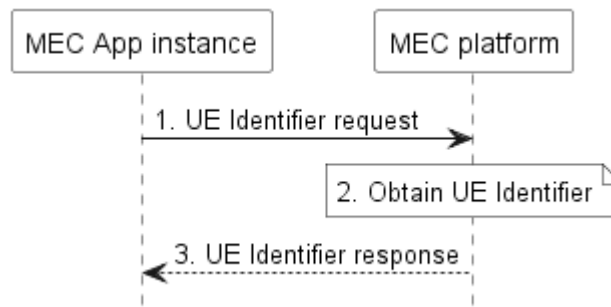 MEC App instance
MEC platform
1. UE Identifier request
2. Obtain UE Identifier
3. UE Identifier response